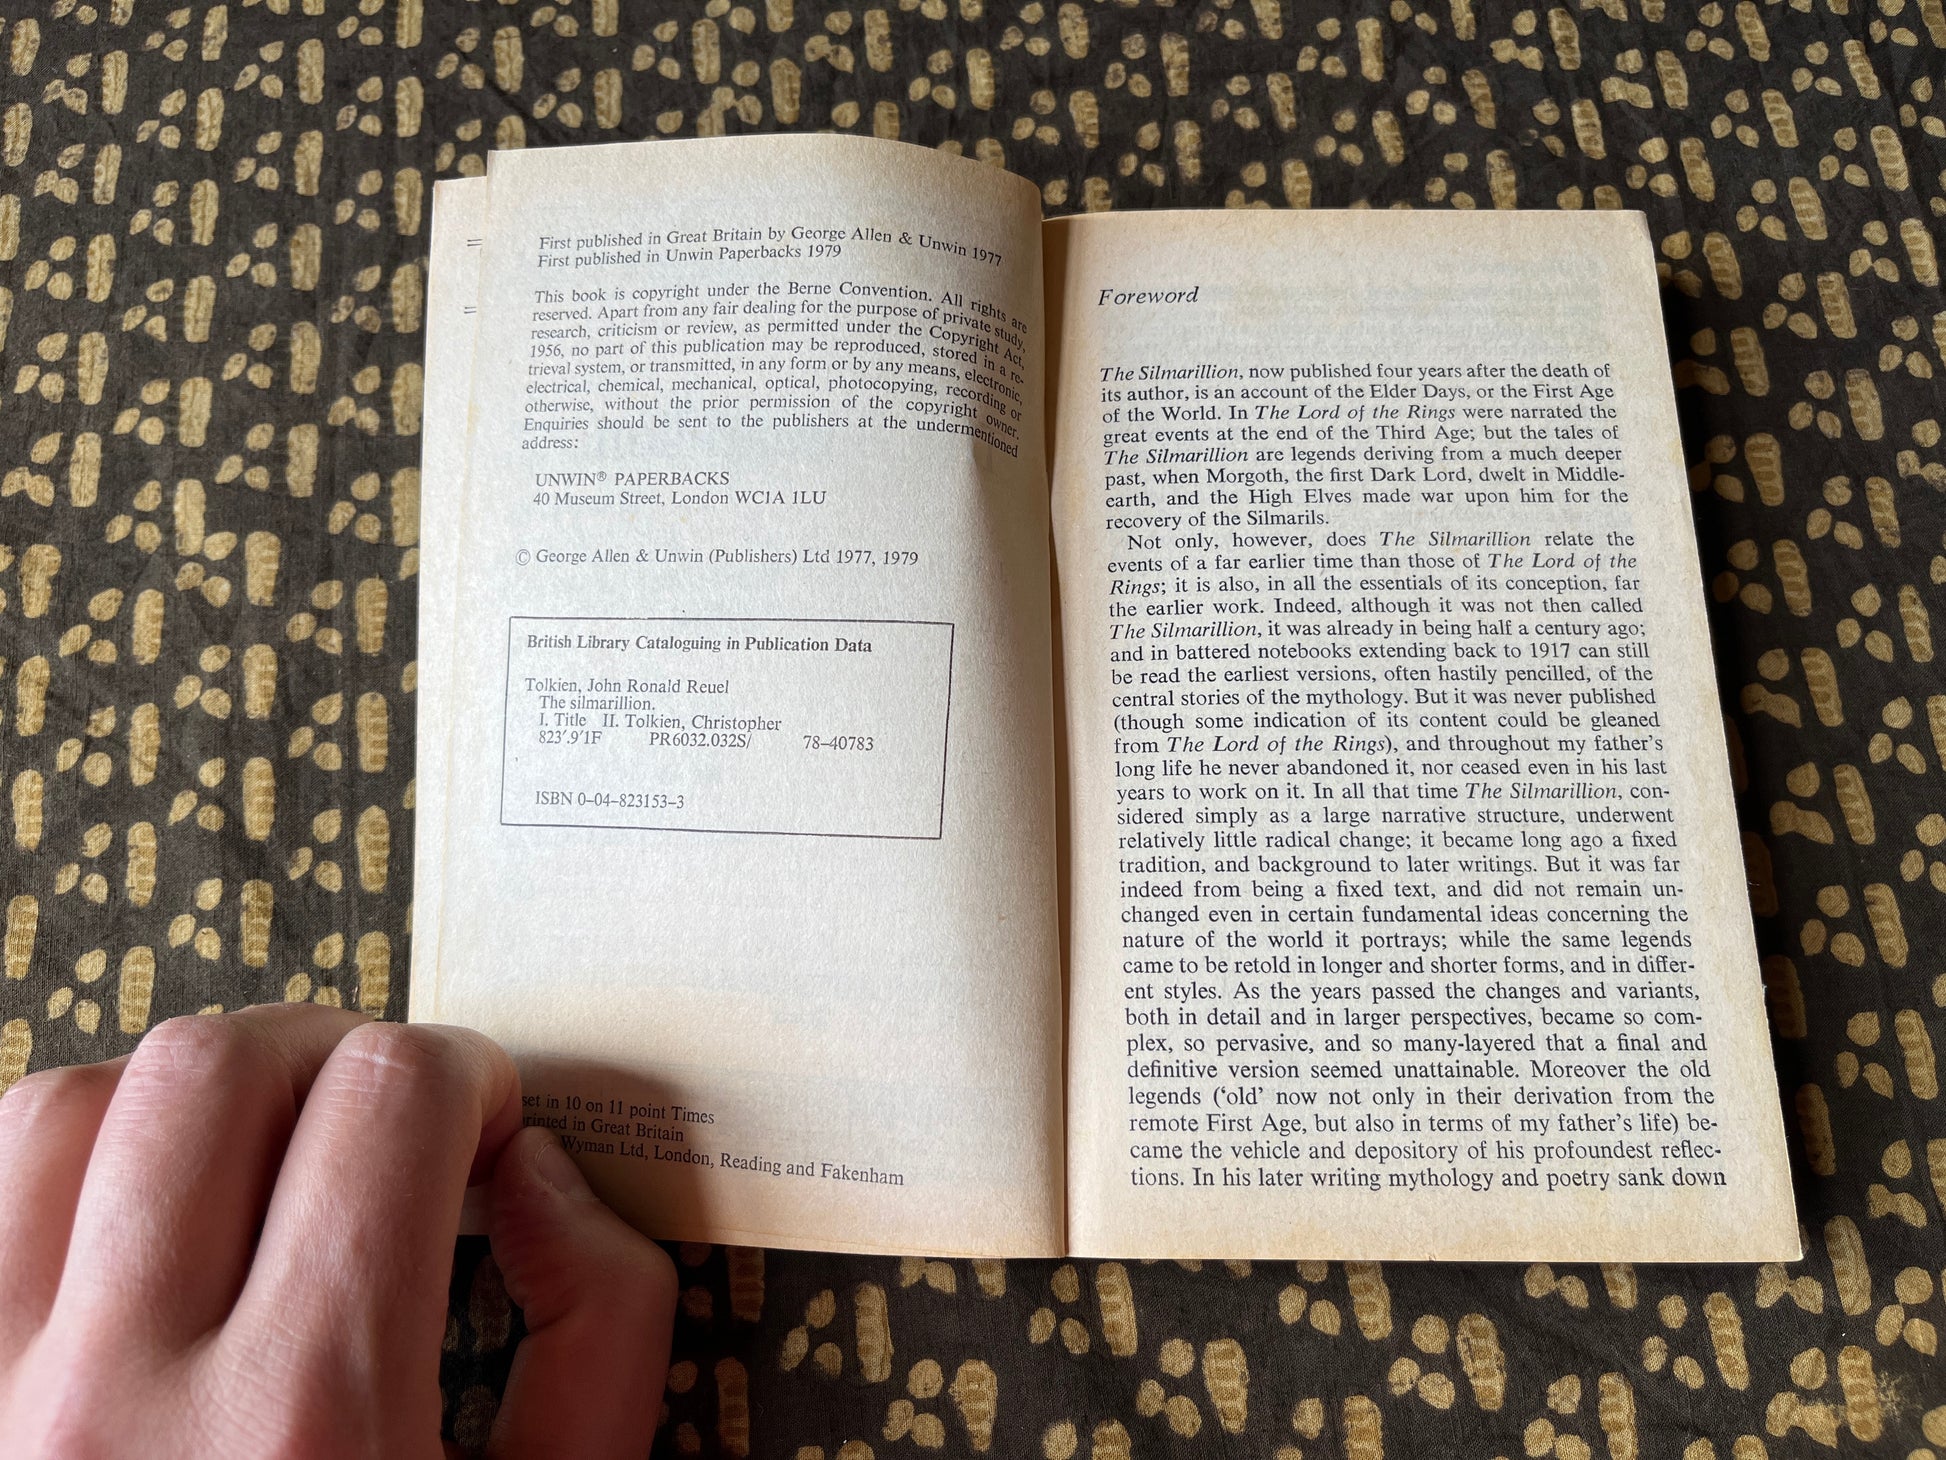 First published in Great Britain by George Allen & Unwin 1977
First published in Unwin Paperbacks 1979
This book is copyright under the Berne Convention. All rights are
reserved. Apart from any fair dealing for the purpose of private study,
research, criticism or review, as permitted under the Copyright Act,
1956, no part of this publication may be reproduced, stored in a re-
trieval system, or transmitted, in any form or by any means, electronic,
electrical, chemical, mechanical, optical, photocopying, recording or
otherwise, without the prior permission of the copyright owner.
Enquiries should be sent to the publishers at the undermentioned
address:
UNWIN® PAPERBACKS
40 Museum Street, London WC1A 1LU
© George Allen & Unwin (Publishers) Ltd 1977, 1979
British Library Cataloguing in Publication Data
Tolkien, John Ronald Reuel
The silmarillion.
I. Title II. Tolkien, Christopher
823'.9'1F PR6032.032S/ 78–40783
ISBN 0–04–823153–3
set in 10 on 11 point Times
in Great Britain
Wyman Ltd, London, Reading and Fakenham
Foreword
The Silmarillion, now published four years after the death of
its author, is an account of the Elder Days, or the First Age
of the World. In The Lord of the Rings were narrated the
great events at the end of the Third Age; but the tales of
The Silmarillion are legends deriving from a much deeper
past, when Morgoth, the first Dark Lord, dwelt in Middle-
earth, and the High Elves made war upon him for the
recovery of the Silmarils.
Not only, however, does The Silmarillion relate the
events of a far earlier time than those of The Lord of the
Rings; it is also, in all the essentials of its conception, far
the earlier work. Indeed, although it was not then called
The Silmarillion, it was already in being half a century ago;
and in battered notebooks extending back to 1917 can still
be read the earliest versions, often hastily pencilled, of the
central stories of the mythology. But it was never published
(though some indication of its content could be gleaned
from The Lord of the Rings), and throughout my father's
long life he never abandoned it, nor ceased even in his last
years to work on it. In all that time The Silmarillion, con-
sidered simply as a large narrative structure, underwent
relatively little radical change; it became long ago a fixed
tradition, and background to later writings. But it was far
indeed from being a fixed text, and did not remain un-
changed even in certain fundamental ideas concerning the
nature of the world it portrays; while the same legends
came to be retold in longer and shorter forms, and in differ-
ent styles. As the years passed the changes and variants,
both in detail and in larger perspectives, became so com-
plex, so pervasive, and so many-layered that a final and
definitive version seemed unattainable. Moreover the old
legends ('old' now not only in their derivation from the
remote First Age, but also in terms of my father's life) be-
came the vehicle and depository of his profoundest reflec-
tions. In his later writing mythology and poetry sank down